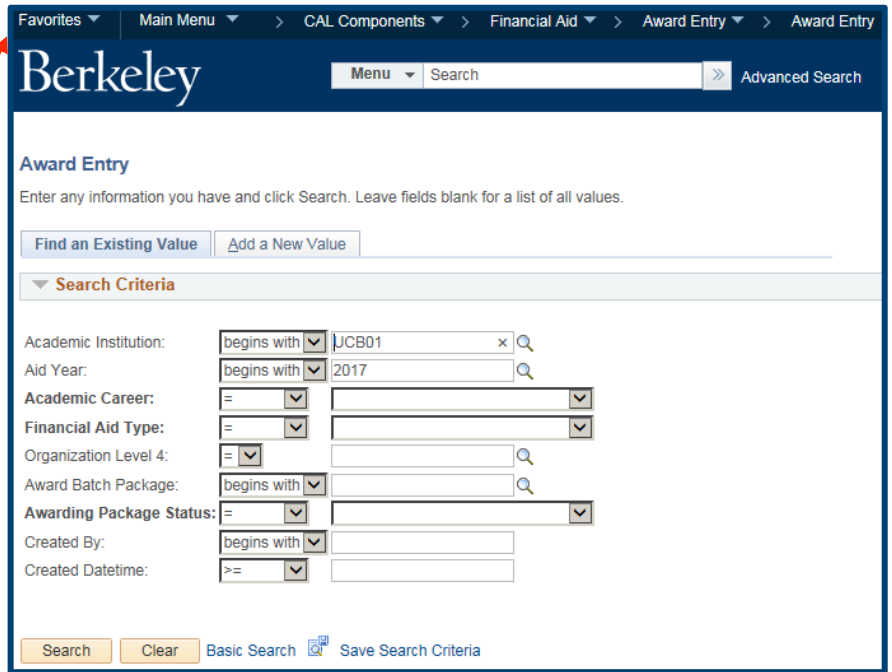 Favorites Main Menu > CAL Components > Financial Aid > Award Entry > Award Entry
Berkeley Menu Search >> Advanced Search
Award Entry
Enter any information you have and click Search. Leave fields blank for a list of all values.
Find an Existing Value Add a New Value
Search Criteria
Academic Institution: begins with UCB01 ×
Aid Year: begins with 2017
Academic Career: =
Financial Aid Type: =
Organization Level 4: =
Award Batch Package: begins with
Awarding Package Status: =
Created By: begins with
Created Datetime: >=
Search Clear Basic Search Save Search Criteria